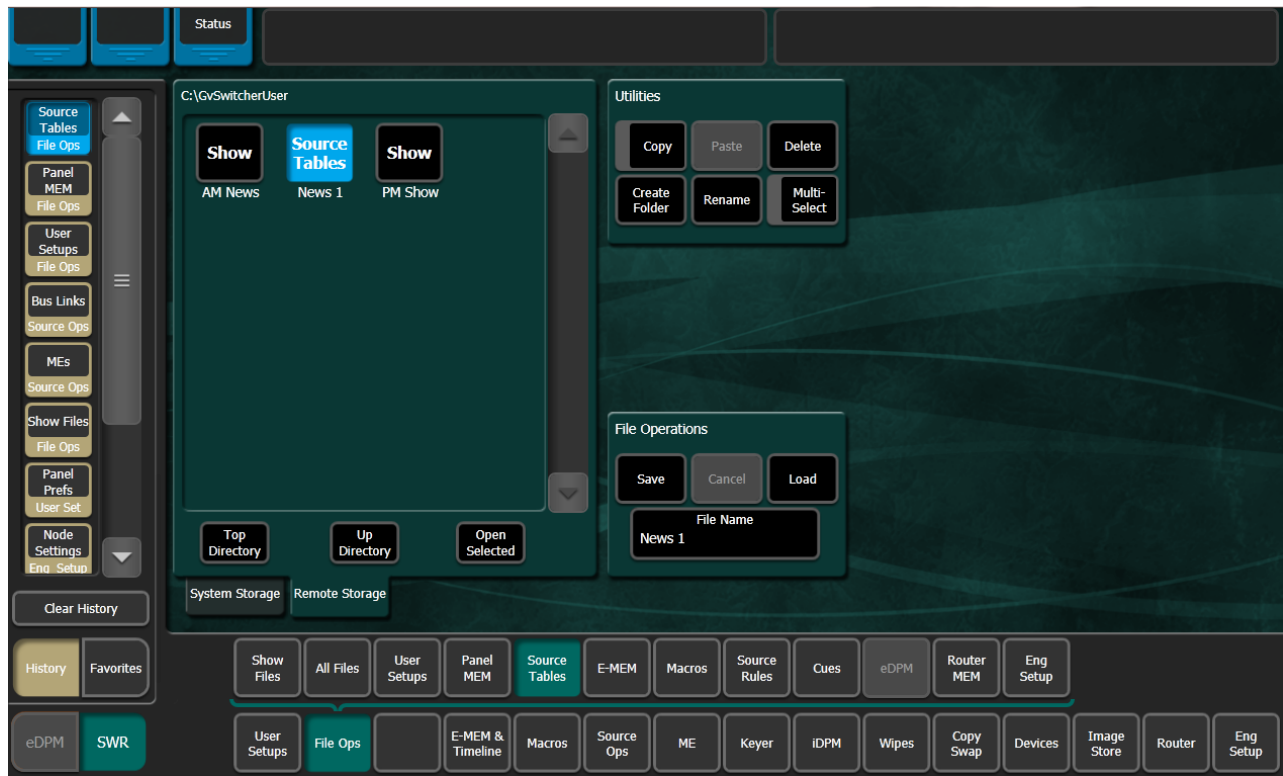 Status
Source
Tables
File Ops
Panel
MEM
File Ops
User
Setups
File Ops
Bus Links
Source Ops
MEs
Source Ops
Show Files
File Ops
Panel
Prefs
User Set
Node
Settings
Eng Setup
Clear History
History
Favorites
eDPM
SWR
C:\GvSwitcherUser
Show
AM News
Source
Tables
News 1
Show
PM Show
Top
Directory
Up
Directory
Open
Selected
System Storage
Remote Storage
Utilities
Copy
Paste
Delete
Create
Folder
Rename
Multi-
Select
File Operations
Save
Cancel
Load
File Name
News 1
Show
Files
All Files
User
Setups
Panel
MEM
Source
Tables
E-MEM
Macros
Source
Rules
Cues
eDPM
Router
MEM
Eng
Setup
User
Setups
File Ops
E-MEM &
Timeline
Macros
Source
Ops
ME
Keyer
iDPM
Wipes
Copy
Swap
Devices
Image
Store
Router
Eng
Setup